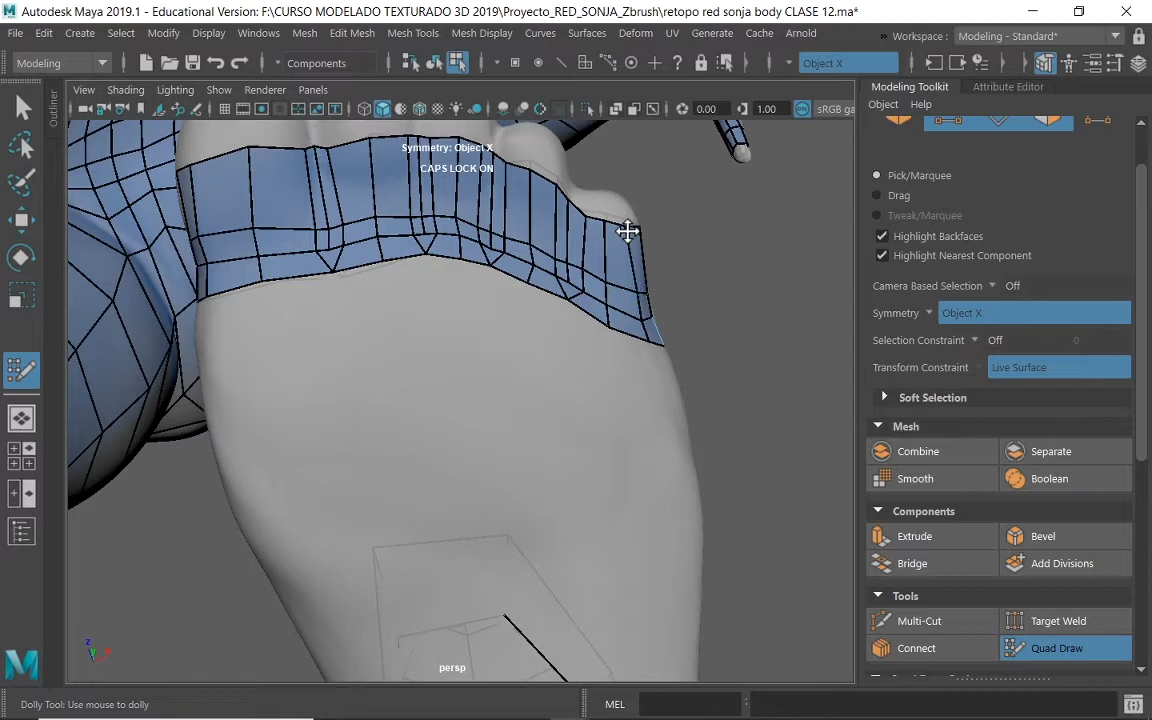 Autodesk Maya 2019.1 - Educational Version: F:\CURSO MODELADO TEXTURADO 3D 2019\Proyecto_RED_SONJA_Zbrush\retopo red sonja body CLASE 12.ma*
File Edit Create Select Modify Display Windows Mesh Edit Mesh Mesh Tools Mesh Display Curves Surfaces Deform UV Generate Cache Arnold » Workspace : Modeling - Standard*
Modeling Components Object X
View Shading Lighting Show Renderer Panels
Modeling Toolkit Attribute Editor
Object Help
0.00 1.00 sRGB ga
Outliner
Symmetry: Object X
CAPS LOCK ON
Pick/Marquee
Drag
Tweak/Marquee
Highlight Backfaces
Highlight Nearest Component
Camera Based Selection Off
Symmetry Object X
Selection Constraint Off 0
Transform Constraint Live Surface
Soft Selection
Mesh
Combine Separate
Smooth Boolean
Components
Extrude Bevel
Bridge Add Divisions
Tools
Multi-Cut Target Weld
Connect Quad Draw
persp
Dolly Tool: Use mouse to dolly
MEL